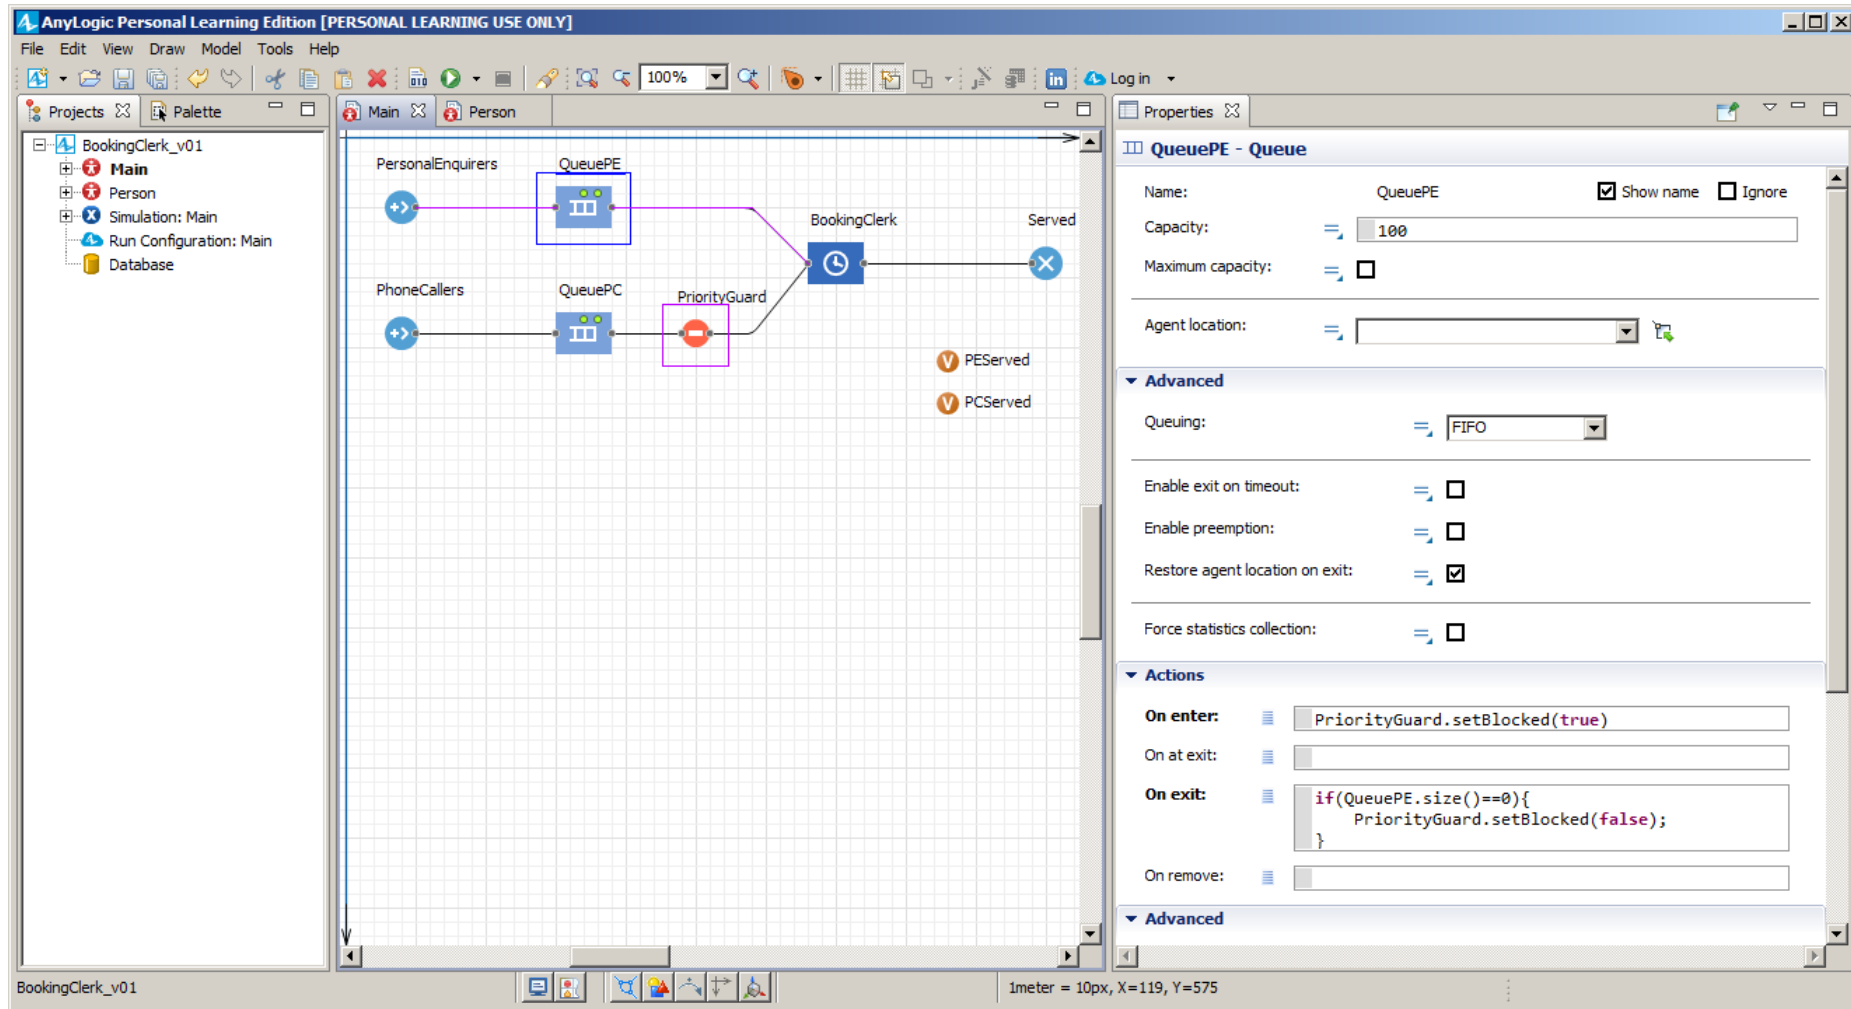 AnyLogic Personal Learning Edition [PERSONAL LEARNING USE ONLY]
File Edit View Draw Model Tools Help
100%
Log in
Projects
Palette
BookingClerk_v01
Main
Person
Simulation: Main
Run Configuration: Main
Database
Main
Person
PersonalEnquirers
QueuePE
BookingClerk
Served
PhoneCallers
QueuePC
PriorityGuard
V PEServed
V PCServed
Properties
QueuePE - Queue
Name: QueuePE Show name Ignore
Capacity: 100
Maximum capacity:
Agent location:
Advanced
Queuing: FIFO
Enable exit on timeout:
Enable preemption:
Restore agent location on exit:
Force statistics collection:
Actions
On enter: PriorityGuard.setBlocked(true)
On at exit:
On exit: if(QueuePE.size()==0){
PriorityGuard.setBlocked(false);
}
On remove:
Advanced
BookingClerk_v01
1meter = 10px, X=119, Y=575